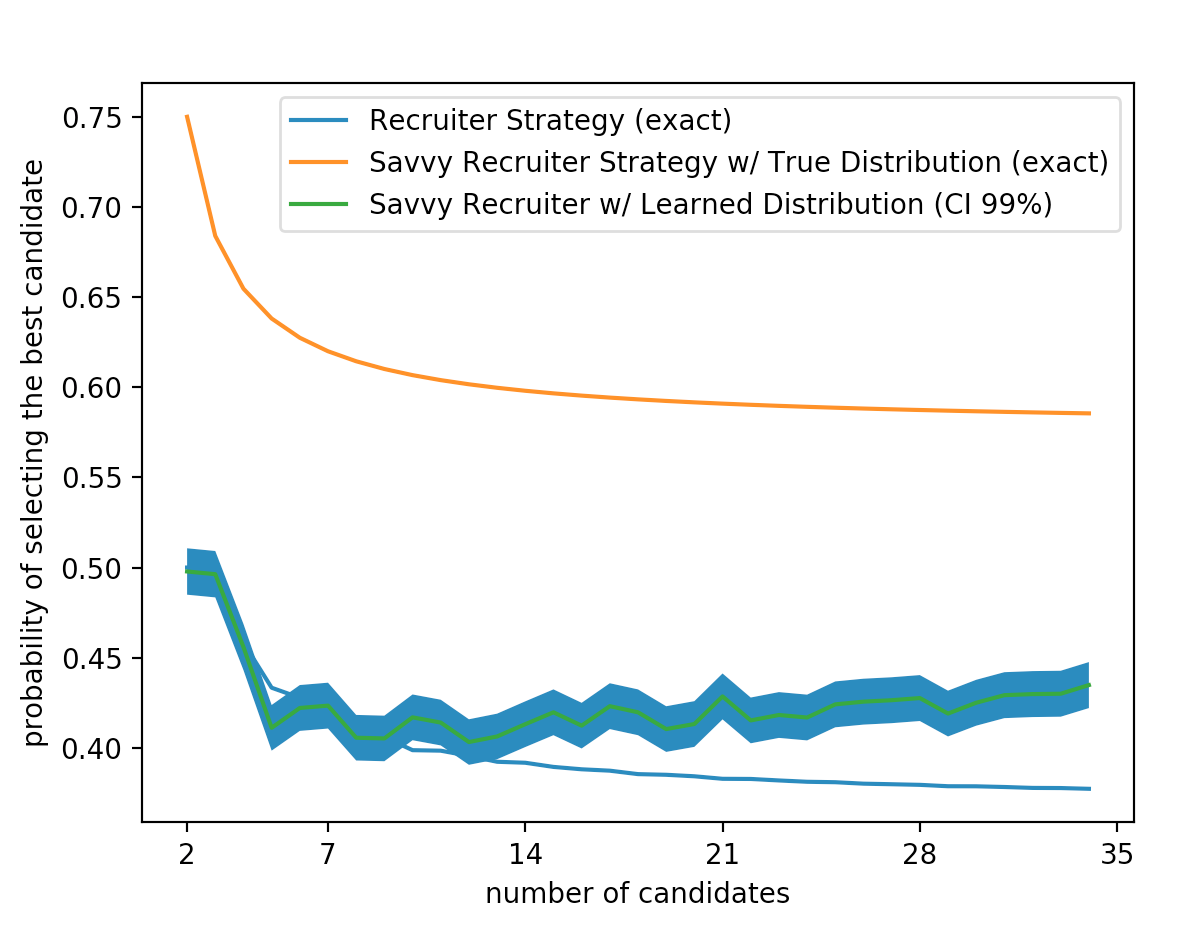 Recruiter Strategy (exact)
Savvy Recruiter Strategy w/ True Distribution (exact)
Savvy Recruiter w/ Learned Distribution (CI 99%)
probability of selecting the best candidate
0.75
0.70
0.65
0.60
0.55
0.50
0.45
0.40
2 7 14 21 28 35
number of candidates